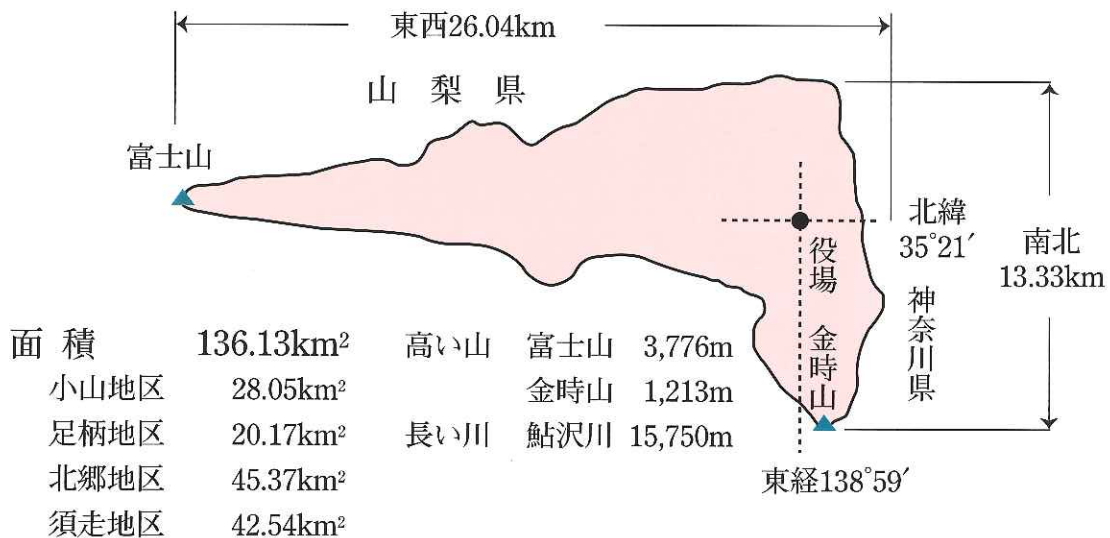 東西26.04km
山梨県
富士山
北緯
35°21′
南北
13.33km
役場
金時山
神奈川県
東経138°59′
面積 136.13km²
小山地区 28.05km²
足柄地区 20.17km²
北郷地区 45.37km²
須走地区 42.54km²
高い山 富士山 3,776m
金時山 1,213m
長い川 鮎沢川 15,750m